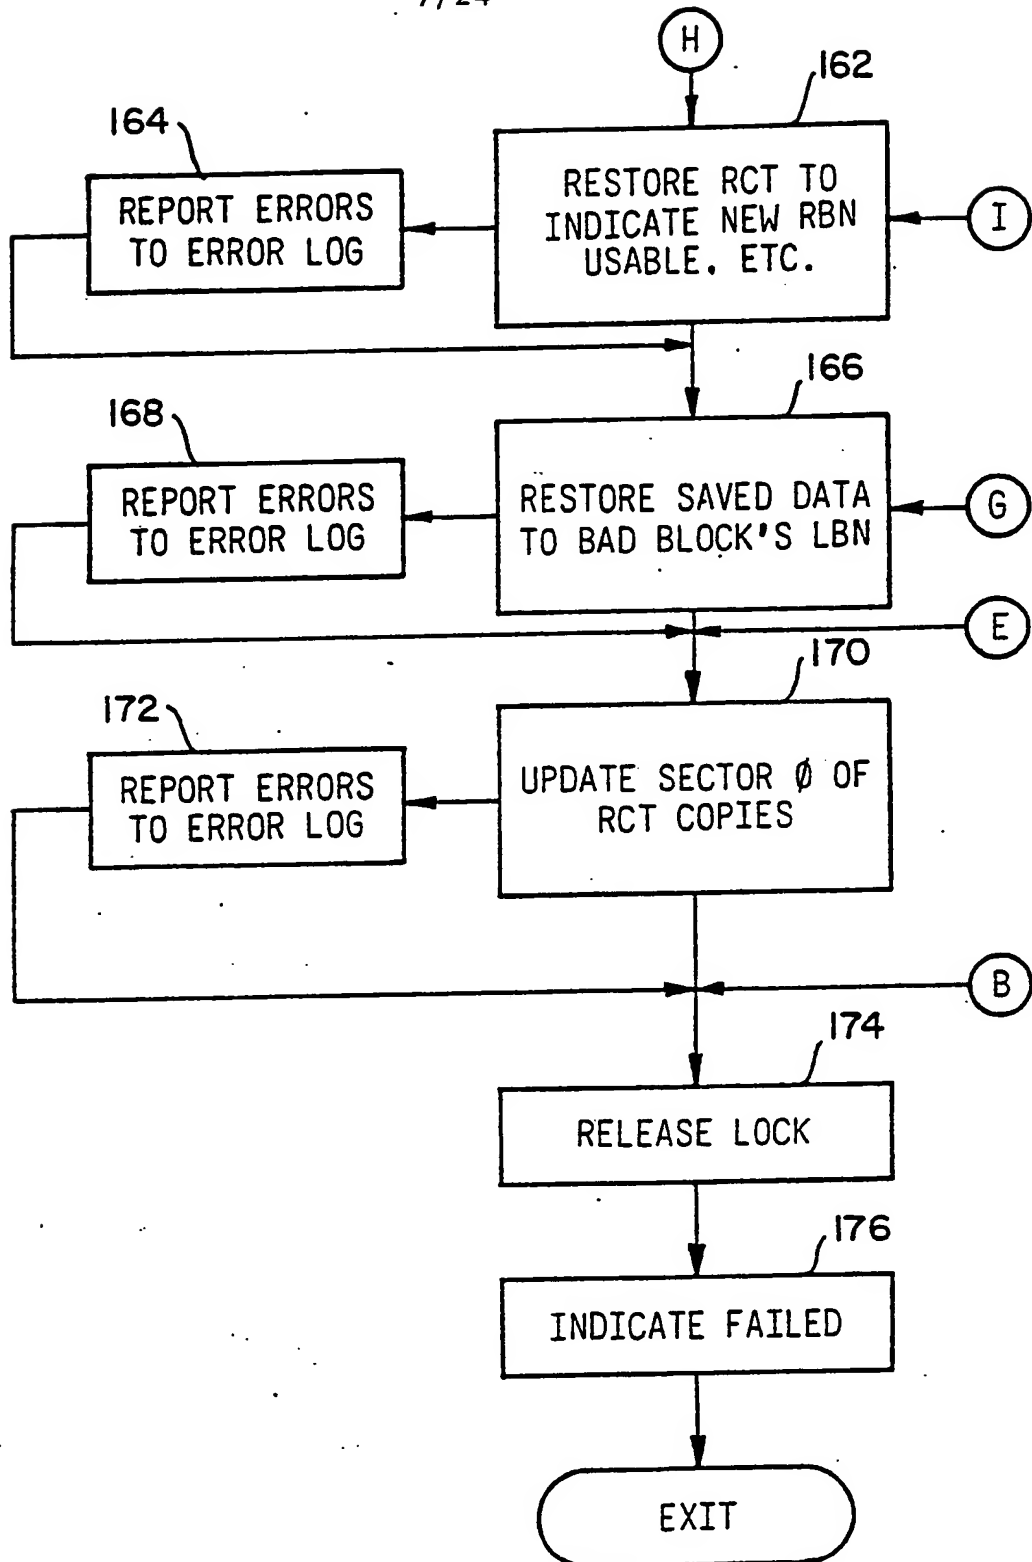 7/24
H
162
164
RESTORE RCT TO
INDICATE NEW RBN
USABLE. ETC.
REPORT ERRORS
TO ERROR LOG
I
166
168
RESTORE SAVED DATA
TO BAD BLOCK'S LBN
REPORT ERRORS
TO ERROR LOG
G
E
170
172
UPDATE SECTOR Ø OF
RCT COPIES
REPORT ERRORS
TO ERROR LOG
B
174
RELEASE LOCK
176
INDICATE FAILED
EXIT